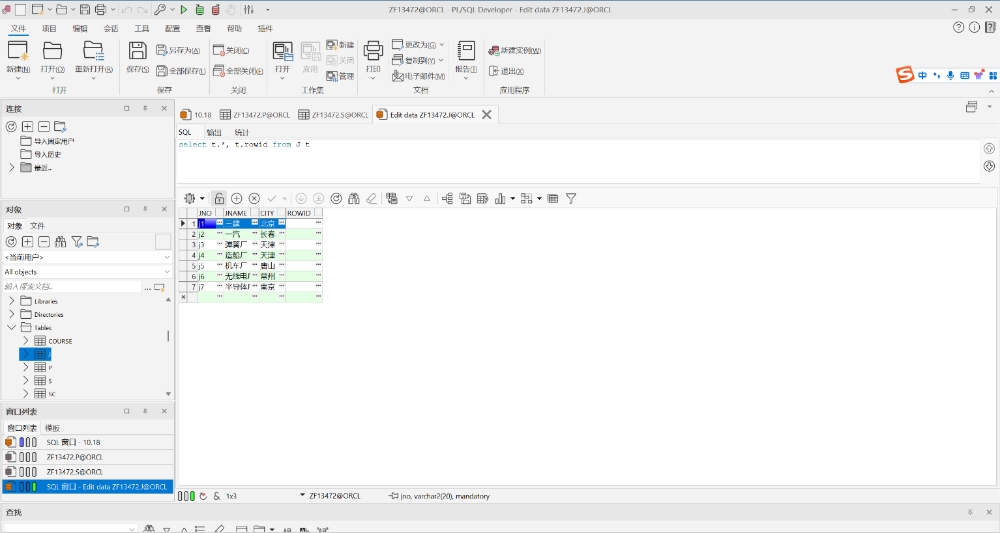 ZF13472@ORCL - PL/SQL Developer - Edit data ZF13472.J@ORCL
文件 项目 编辑 会话 工具 配置 查看 帮助 插件
新建(N) 打开(O) 重新打开(R) 保存(S) 另存为(A) 全部保存(L) 关闭(C) 全部关闭(E) 打开 应用 新建 关闭 管理 打印 更改为(G) 复制到(Y) 电子邮件(M) 报告(T) 新建实例(W) 退出(X)
打开 保存 关闭 工作集 文档 应用程序
中
连接
导入固定用户
导入历史
最近..
对象
对象 文件
<当前用户>
All objects
输入搜索文档..
...
Libraries
Directories
Tables
COURSE
J
P
S
SC
窗口列表
窗口列表 模板
SQL 窗口 - 10.18
ZF13472.P@ORCL
ZF13472.S@ORCL
SQL 窗口 - Edit data ZF13472.J@ORCL
10.18 ZF13472.P@ORCL ZF13472.S@ORCL Edit data ZF13472.J@ORCL
SQL 输出 统计
select t.*, t.rowid from J t
JNO JNAME CITY ROWID
1 j1 ... 三建 ... 北京 ... ...
2 j2 ... 一汽 ... 长春 ... ...
3 j3 ... 弹簧厂 ... 天津 ... ...
4 j4 ... 造船厂 ... 天津 ... ...
5 j5 ... 机车厂 ... 唐山 ... ...
6 j6 ... 无线电厂 ... 常州 ... ...
7 j7 ... 半导体厂 ... 南京 ... ...
* ... ... ... ...
& 1x3 ZF13472@ORCL jno, varchar2(20), mandatory
查找
AB Ab "AB"